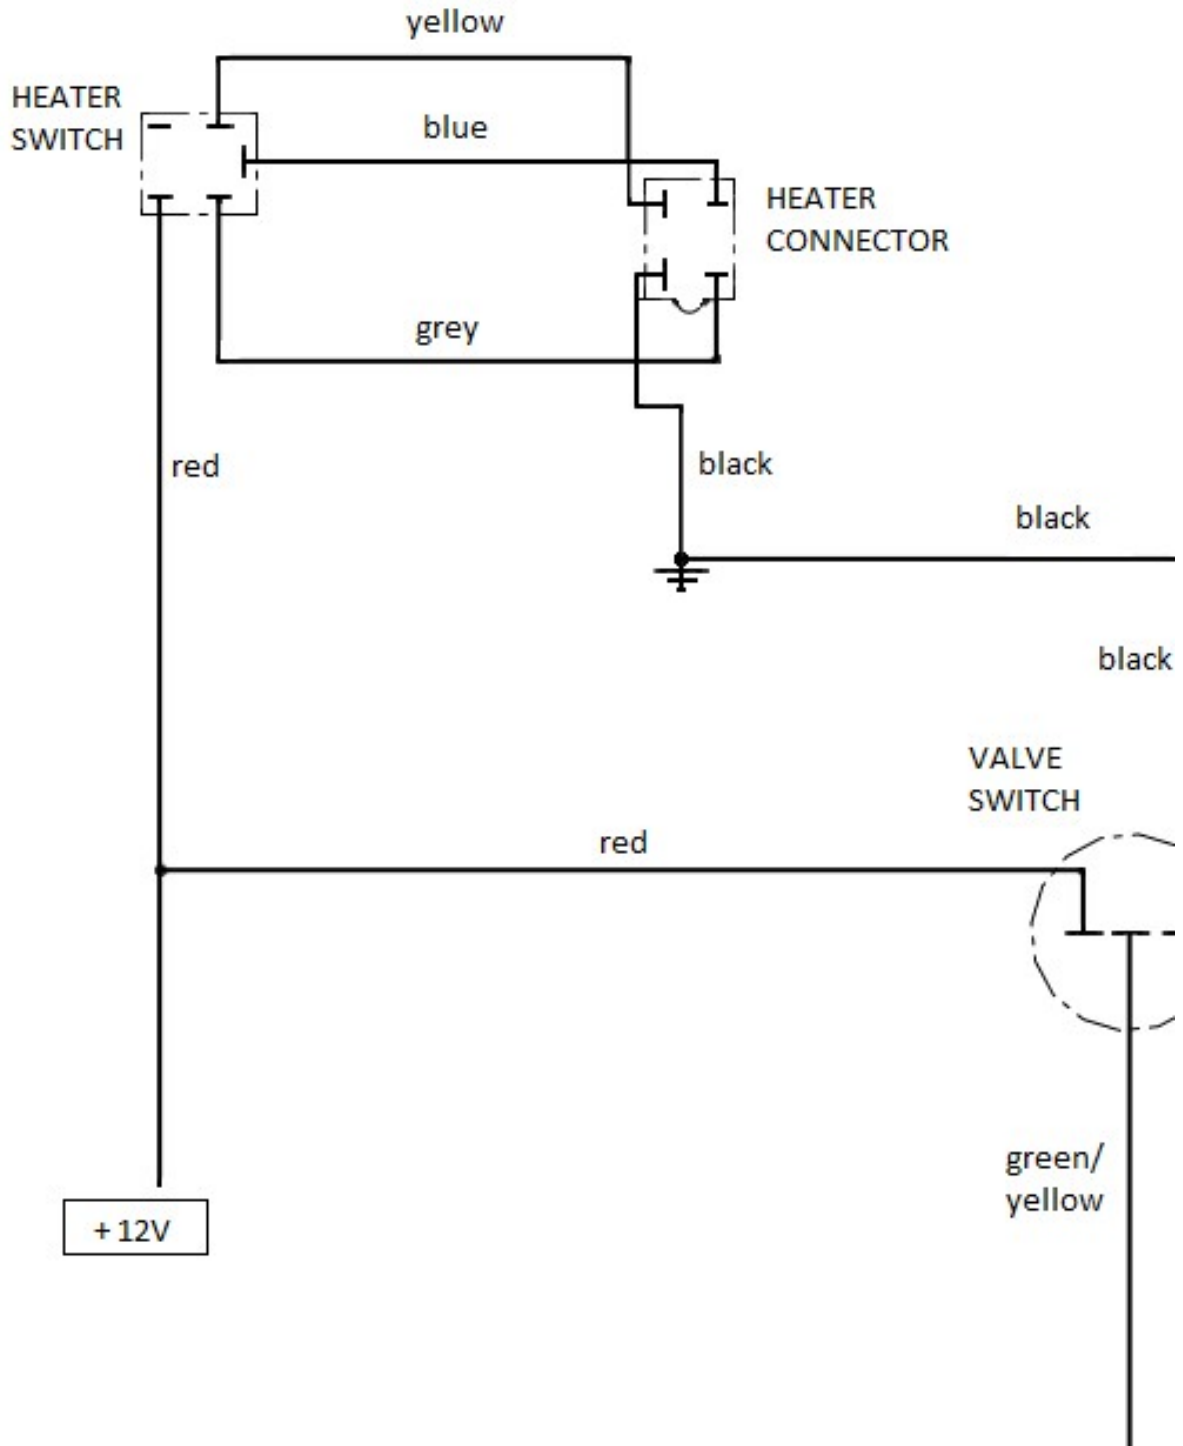 yellow
HEATER
SWITCH
blue
HEATER
CONNECTOR
grey
red
black
black
black
VALVE
SWITCH
red
green/
yellow
+ 12V